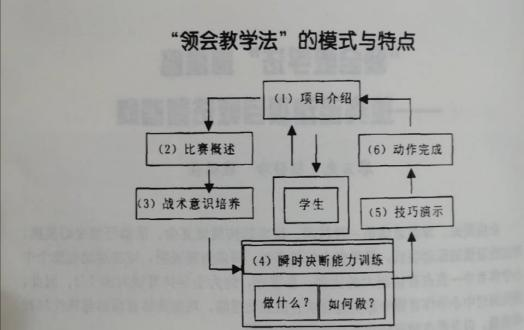 “领会教学法”的模式与特点
(1) 项目介绍
(2) 比赛概述
(6) 动作完成
(3) 战术意识培养
学生
(5) 技巧演示
(4) 瞬时决断能力训练
做什么？
如何做？